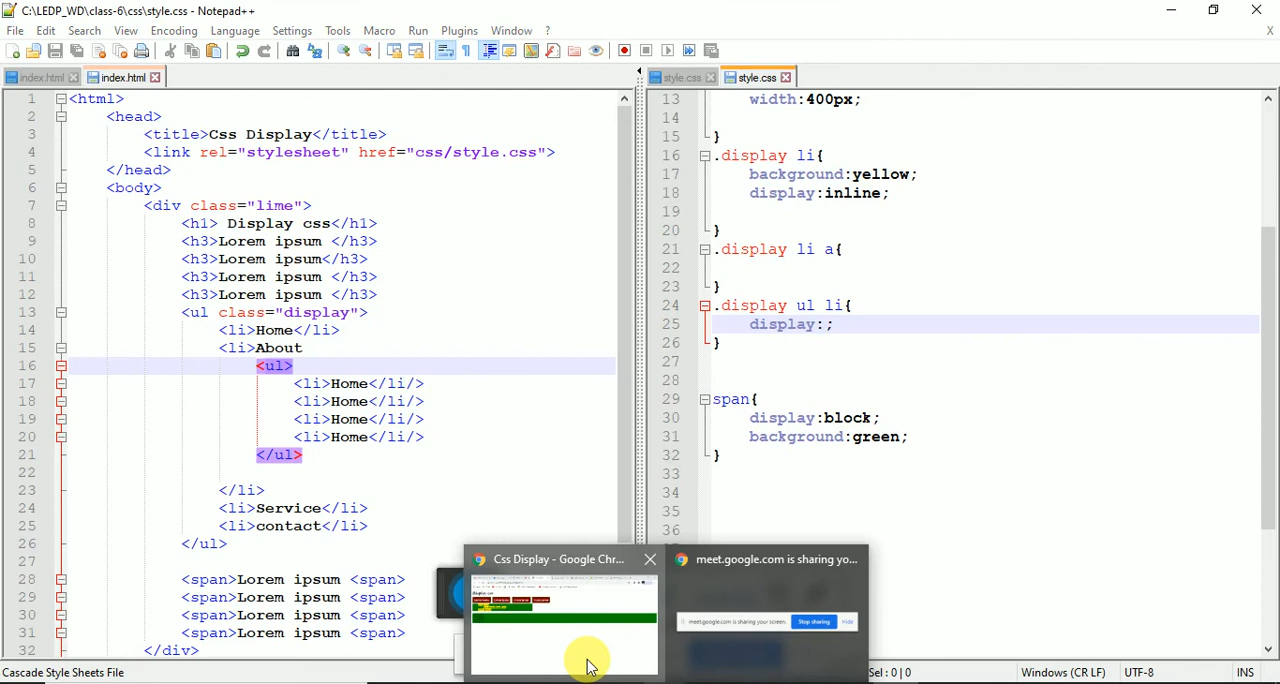 C:\LEDP_WD\class-6\css\style.css - Notepad++
File Edit Search View Encoding Language Settings Tools Macro Run Plugins Window ? X
index.html index.html style.css style.css
1 <html>
2 <head>
3 <title>Css Display</title>
4 <link rel="stylesheet" href="css/style.css">
5 </head>
6 <body>
7 <div class="lime">
8 <h1> Display css</h1>
9 <h3>Lorem ipsum </h3>
10 <h3>Lorem ipsum</h3>
11 <h3>Lorem ipsum </h3>
12 <h3>Lorem ipsum </h3>
13 <ul class="display">
14 <li>Home</li>
15 <li>About
16 <ul>
17 <li>Home</li/>
18 <li>Home</li/>
19 <li>Home</li/>
20 <li>Home</li/>
21 </ul>
22
23 </li>
24 <li>Service</li>
25 <li>contact</li>
26 </ul>
27
28 <span>Lorem ipsum <span>
29 <span>Lorem ipsum <span>
30 <span>Lorem ipsum <span>
31 <span>Lorem ipsum <span>
32 </div>
13 width:400px;
14
15 }
16 .display li{
17 background:yellow;
18 display:inline;
19
20 }
21 .display li a{
22
23 }
24 .display ul li{
25 display:;
26 }
27
28
29 span{
30 display:block;
31 background:green;
32 }
33
34
35
36
Css Display - Google Chr...
meet.google.com is sharing yo...
meet.google.com is sharing your screen. Stop sharing Hide
Cascade Style Sheets File Sel : 0 | 0 Windows (CR LF) UTF-8 INS